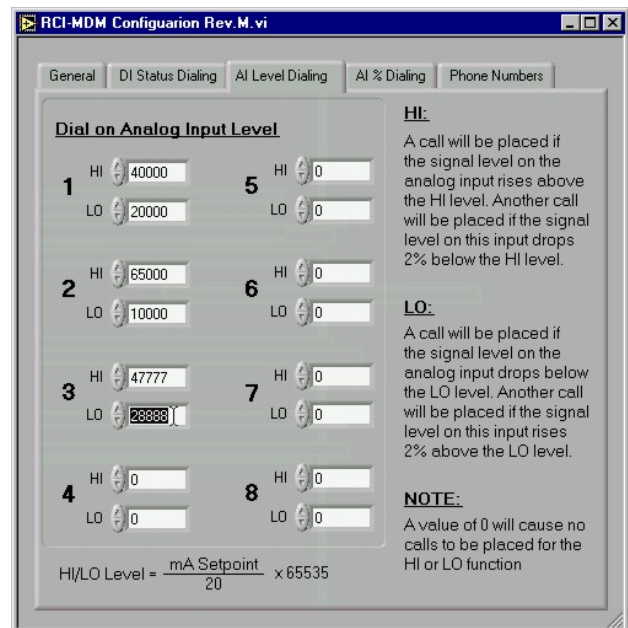 RCI-MDM Configuarion Rev.M.vi
General DI Status Dialing AI Level Dialing AI % Dialing Phone Numbers
Dial on Analog Input Level
1 HI 40000
LO 20000
2 HI 65000
LO 10000
3 HI 47777
LO 28888
4 HI 0
LO 0
5 HI 0
LO 0
6 HI 0
LO 0
7 HI 0
LO 0
8 HI 0
LO 0
HI/LO Level = mA Setpoint / 20 x 65535
HI:
A call will be placed if
the signal level on the
analog input rises above
the HI level. Another call
will be placed if the signal
level on this input drops
2% below the HI level.
LO:
A call will be placed if
the signal level on the
analog input drops below
the LO level. Another call
will be placed if the signal
level on this input rises
2% above the LO level.
NOTE:
A value of 0 will cause no
calls to be placed for the
HI or LO function